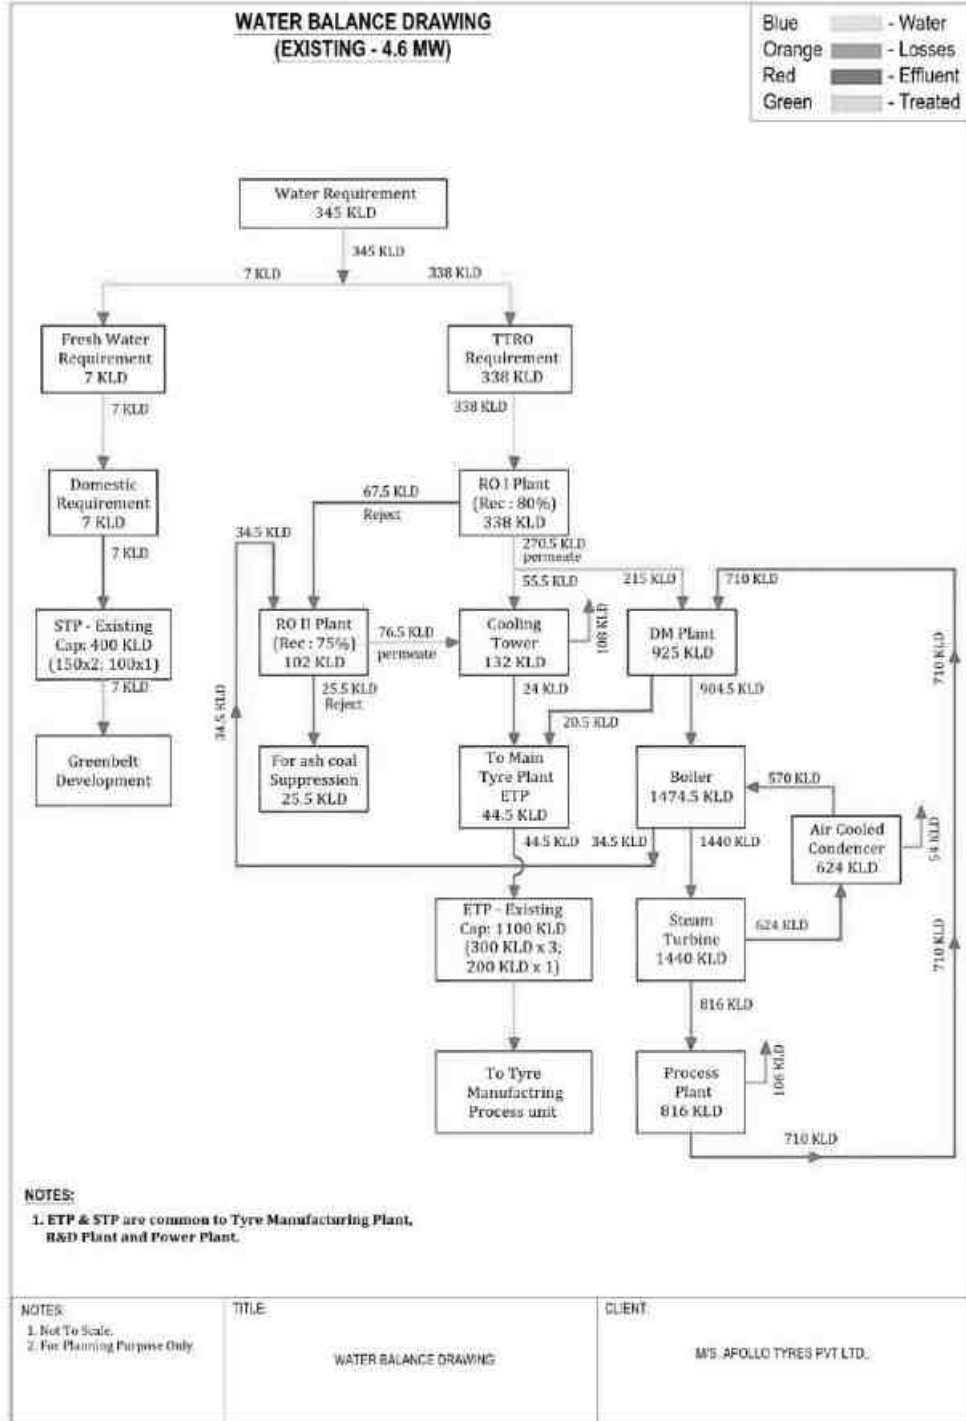 WATER BALANCE DRAWING
(EXISTING - 4.6 MW)
Blue - Water
Orange - Losses
Red - Effluent
Green - Treated
Water Requirement
345 KLD
345 KLD
7 KLD
338 KLD
Fresh Water
Requirement
7 KLD
TTRO
Requirement
338 KLD
7 KLD
338 KLD
Domestic
Requirement
7 KLD
RO I Plant
(Rec : 80%)
338 KLD
67.5 KLD
Reject
34.5 KLD
270.5 KLD
permeate
7 KLD
55.5 KLD
215 KLD
710 KLD
STP - Existing
Cap: 400 KLD
(150x2; 100x1)
RO II Plant
(Rec : 75%)
102 KLD
76.5 KLD
permeate
Cooling
Tower
132 KLD
108 KLD
DM Plant
925 KLD
710 KLD
7 KLD
25.5 KLD
Reject
24 KLD
904.5 KLD
20.5 KLD
34.5 KLD
Greenbelt
Development
For ash coal
Suppression
25.5 KLD
To Main
Tyre Plant
ETP
44.5 KLD
Boiler
1474.5 KLD
570 KLD
Air Cooled
Condencer
624 KLD
54 KLD
44.5 KLD
34.5 KLD
1440 KLD
ETP - Existing
Cap: 1100 KLD
(300 KLD x 3;
200 KLD x 1)
Steam
Turbine
1440 KLD
624 KLD
710 KLD
816 KLD
To Tyre
Manufactring
Process unit
Process
Plant
816 KLD
106 KLD
710 KLD
NOTES:
1. ETP & STP are common to Tyre Manufacturing Plant,
R&D Plant and Power Plant.
NOTES:
1. Not To Scale.
2. For Planning Purpose Only.
TITLE:
WATER BALANCE DRAWING
CLIENT:
M/S. APOLLO TYRES PVT LTD.,